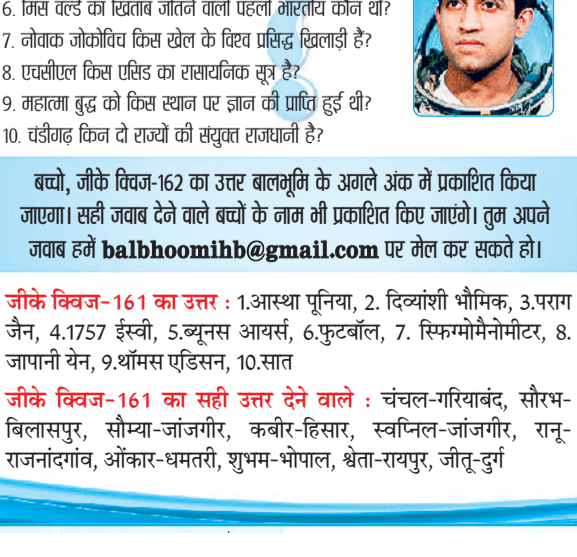 6. मिस वर्ल्ड का खिताब जीतने वाली पहली भारतीय कौन थी?
7. नोवाक जोकोविच किस खेल के विश्व प्रसिद्ध खिलाड़ी हैं?
8. एचसीएल किस एसिड का रासायनिक सूत्र है?
9. महात्मा बुद्ध को किस स्थान पर ज्ञान की प्राप्ति हुई थी?
10. चंडीगढ़ किन दो राज्यों की संयुक्त राजधानी है?
बच्चो, जीके क्विज-162 का उत्तर बालभूमि के अगले अंक में प्रकाशित किया
जाएगा। सही जवाब देने वाले बच्चों के नाम भी प्रकाशित किए जाएंगे। तुम अपने
जवाब हमें balbhoomihb@gmail.com पर मेल कर सकते हो।
जीके क्विज-161 का उत्तर : 1.आस्था पूनिया, 2. दिव्यांशी भौमिक, 3.पराग
जैन, 4.1757 ईस्वी, 5.ब्यूनस आयर्स, 6.फुटबॉल, 7. स्फिग्मोमैनोमीटर, 8.
जापानी येन, 9.थॉमस एडिसन, 10.सात
जीके क्विज-161 का सही उत्तर देने वाले : चंचल-गरियाबंद, सौरभ-
बिलासपुर, सौम्या-जांजगीर, कबीर-हिसार, स्वप्निल-जांजगीर, रानू-
राजनांदगांव, ओंकार-धमतरी, शुभम-भोपाल, श्वेता-रायपुर, जीतू-दुर्ग